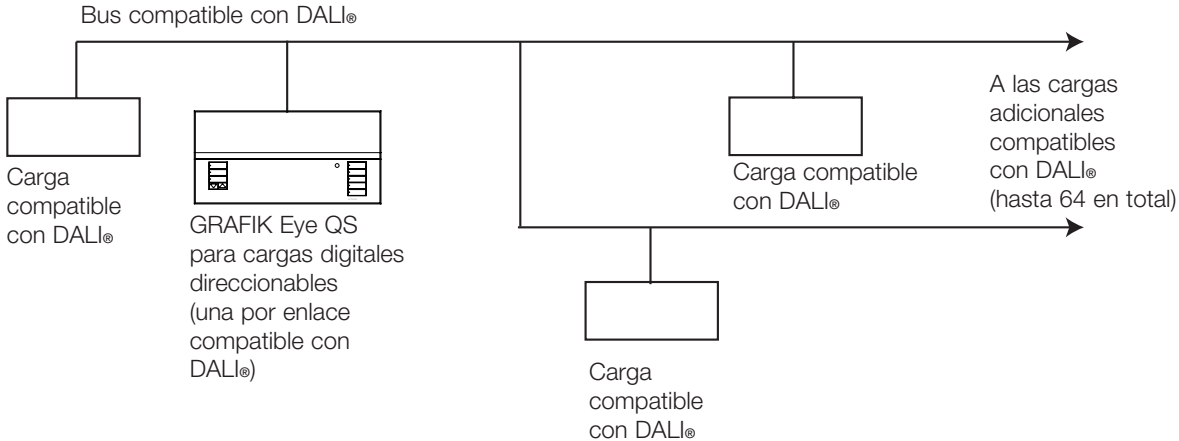 Bus compatible con DALI®
Carga
compatible
con DALI®
GRAFIK Eye QS
para cargas digitales
direccionables
(una por enlace
compatible con
DALI®)
Carga compatible
con DALI®
A las cargas
adicionales
compatibles
con DALI®
(hasta 64 en total)
Carga
compatible
con DALI®